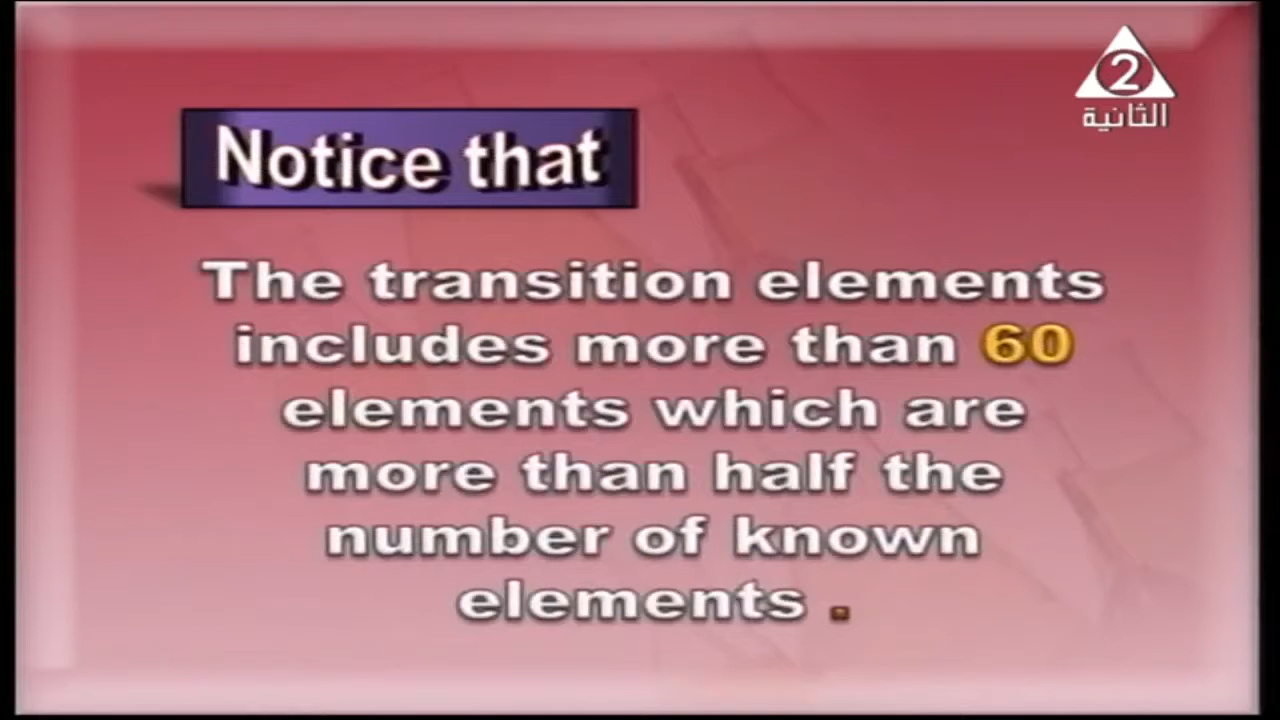 2
الثانية
Notice that
The transition elements
includes more than 60
elements which are
more than half the
number of known
elements .